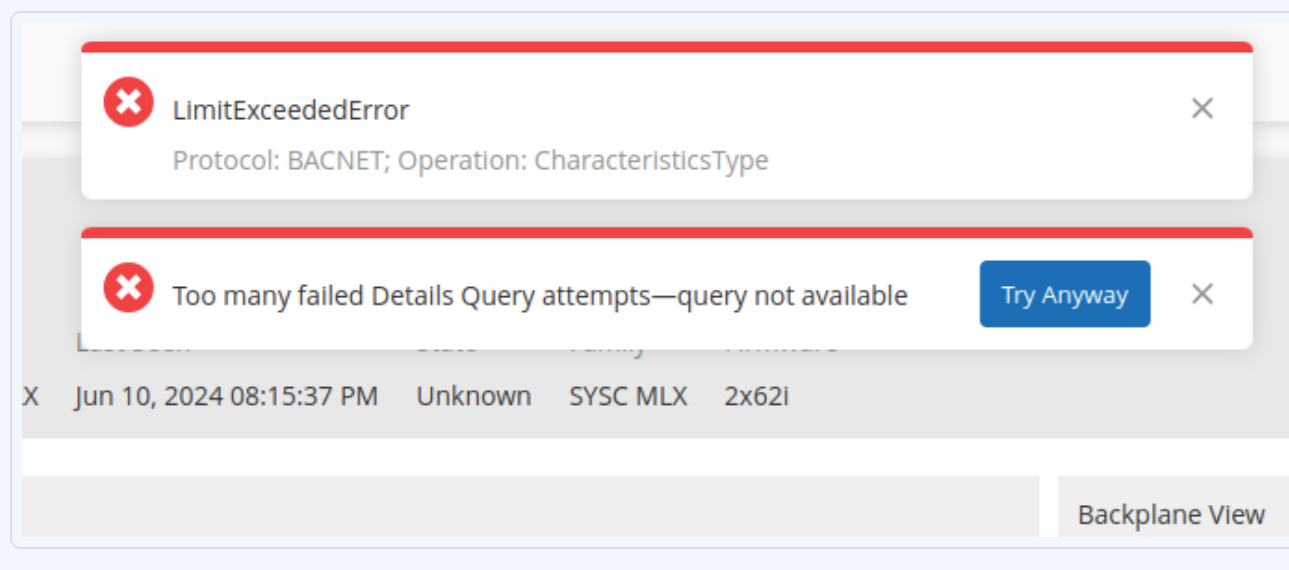 LimitExceededError
Protocol: BACNET; Operation: CharacteristicsType
Too many failed Details Query attempts—query not available
Try Anyway
X Jun 10, 2024 08:15:37 PM Unknown SYSC MLX 2x62i
Backplane View